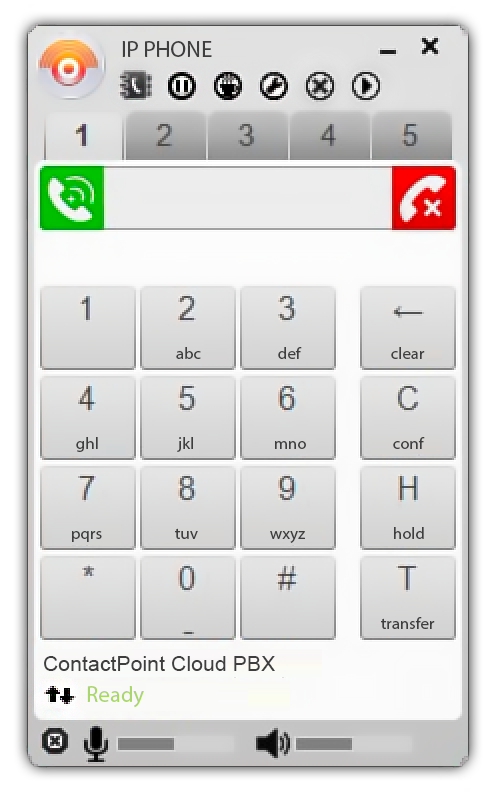 IP PHONE
1 2 3 4 5
1 2 3 ←
abc def clear
4 5 6 C
ghl jkl mno conf
7 8 9 H
pqrs tuv wxyz hold
* 0 # T
_ transfer
ContactPoint Cloud PBX
Ready